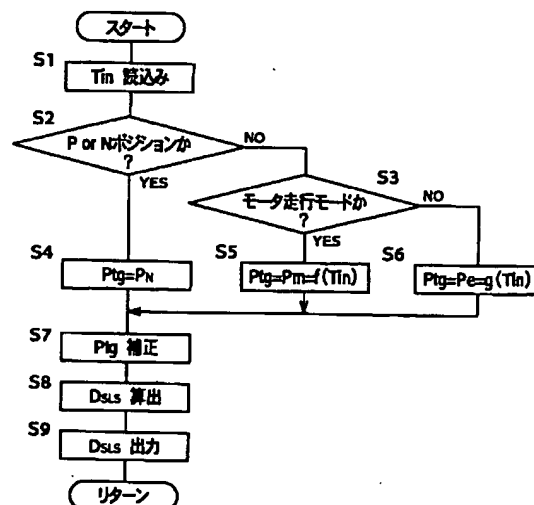 スタート
S1
Tin 読込み
S2
P or Nポジションか
?
NO
YES
S3
モータ走行モードか
?
NO
YES
S4
Ptg=PN
S5
Ptg=Pm=f(Tin)
S6
Ptg=Pe=g(Tin)
S7
Ptg 補正
S8
DSLS 算出
S9
DSLS 出力
リターン